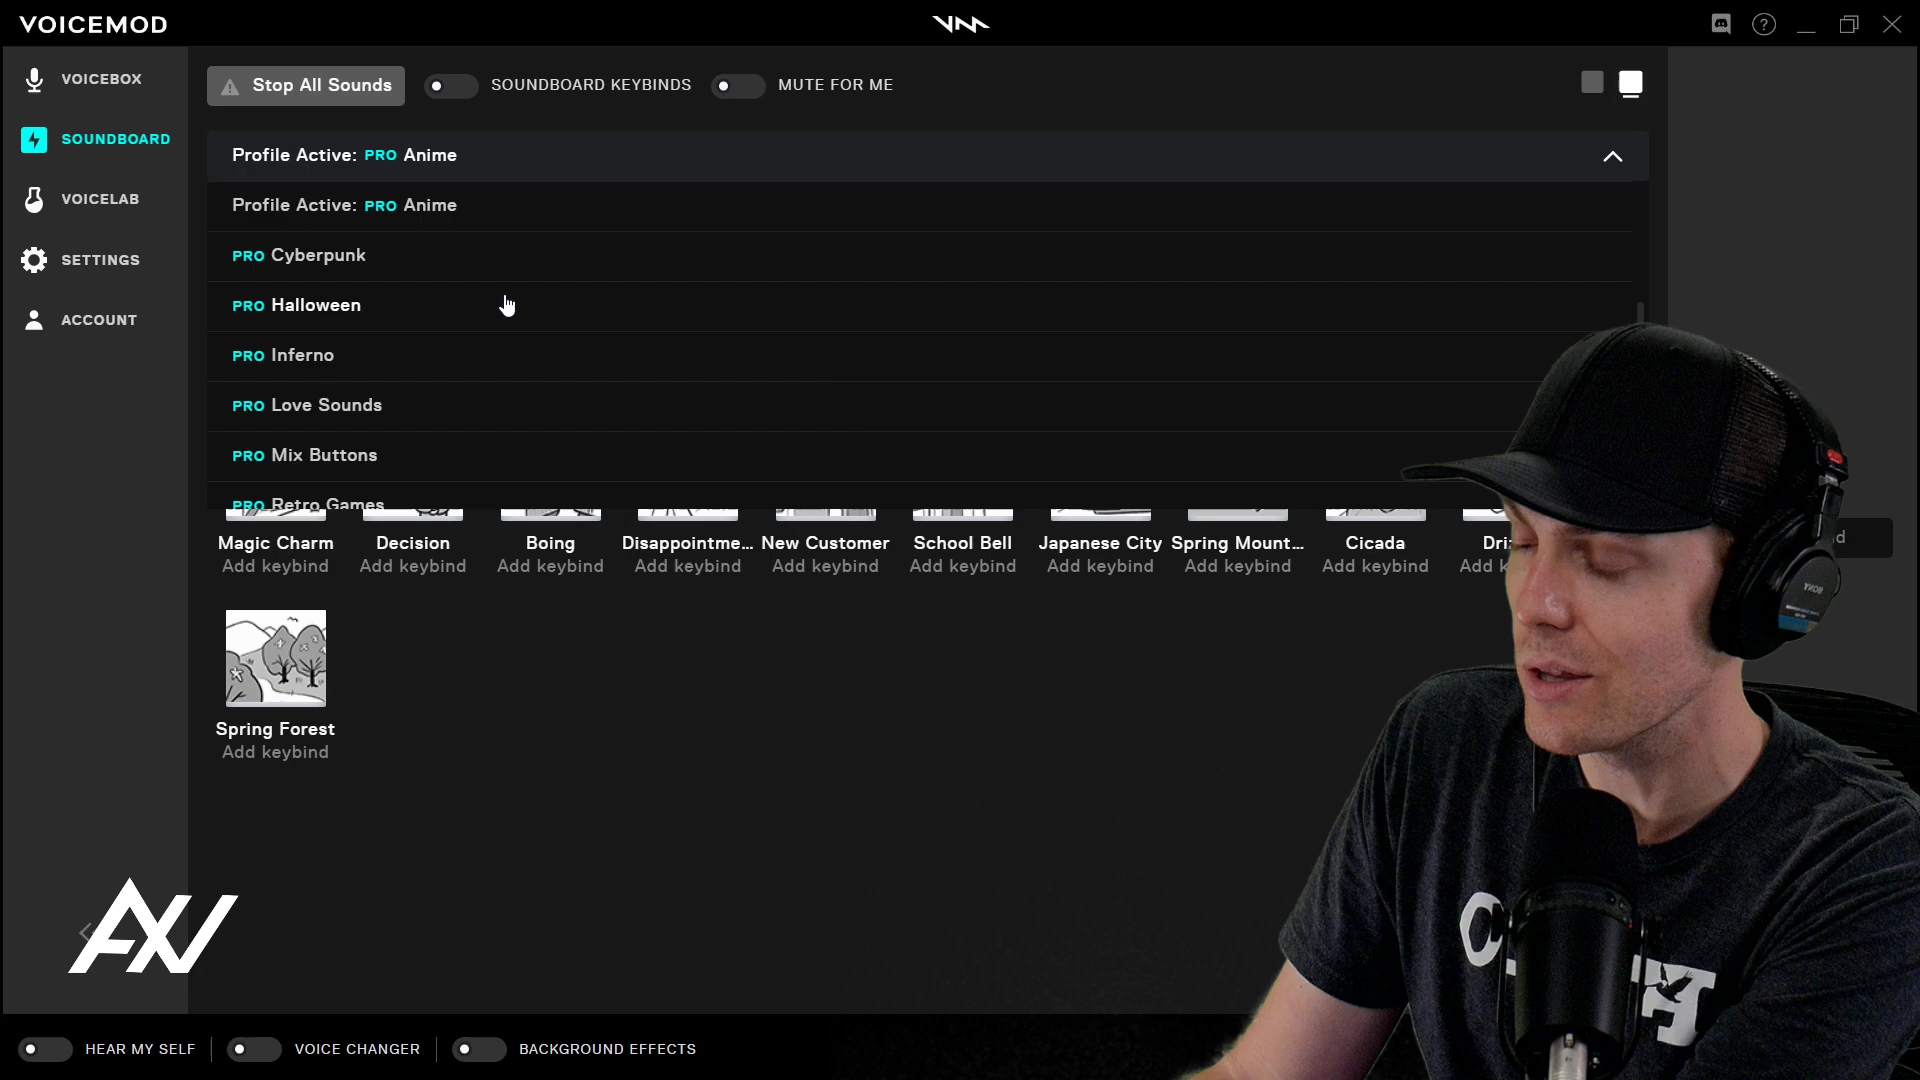 VOICEMOD
VOICEBOX
SOUNDBOARD
VOICELAB
SETTINGS
ACCOUNT
Stop All Sounds
SOUNDBOARD KEYBINDS
MUTE FOR ME
Profile Active: PRO Anime
Profile Active: PRO Anime
PRO Cyberpunk
PRO Halloween
PRO Inferno
PRO Love Sounds
PRO Mix Buttons
PRO Retro Games
Magic Charm
Add keybind
Decision
Add keybind
Boing
Add keybind
Disappointme...
Add keybind
New Customer
Add keybind
School Bell
Add keybind
Japanese City
Add keybind
Spring Mount...
Add keybind
Cicada
Add keybind
Add
Spring Forest
Add keybind
SONY
HEAR MY SELF
VOICE CHANGER
BACKGROUND EFFECTS